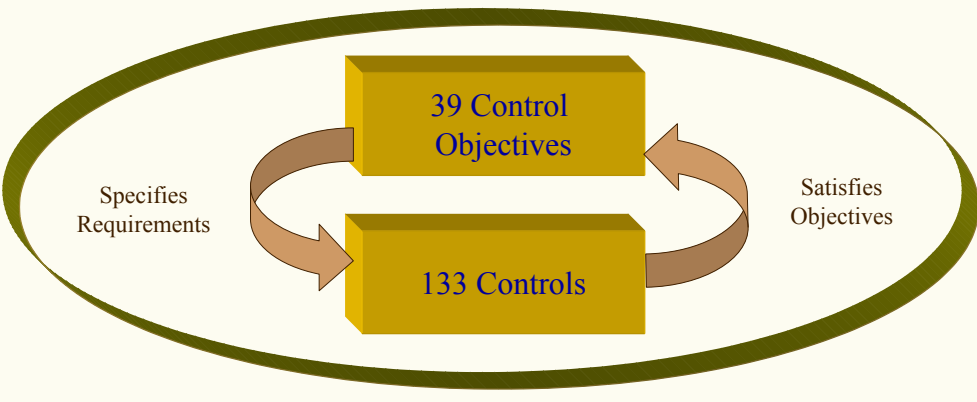 39 Control
Objectives
Specifies
Requirements
Satisfies
Objectives
133 Controls